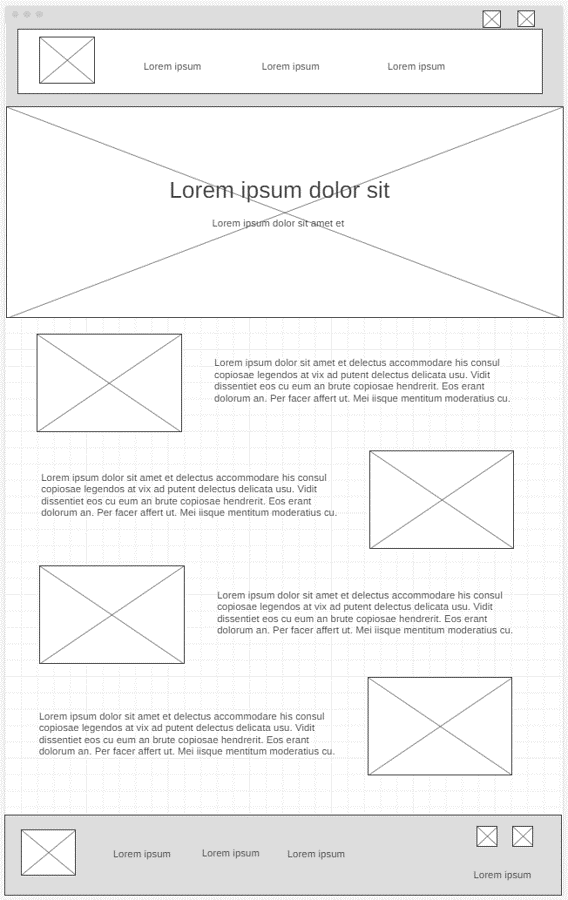 Lorem ipsum
Lorem ipsum
Lorem ipsum
Lorem ipsum dolor sit
Lorem ipsum dolor sit amet et
Lorem ipsum dolor sit amet et delectus accommodare his consul
copiosae legendos at vix ad putent delectus delicata usu. Vidit
dissentiet eos cu eum an brute copiosae hendrerit. Eos erant
dolorum an. Per facer affert ut. Mei iisque mentitum moderatius cu.
Lorem ipsum dolor sit amet et delectus accommodare his consul
copiosae legendos at vix ad putent delectus delicata usu. Vidit
dissentiet eos cu eum an brute copiosae hendrerit. Eos erant
dolorum an. Per facer affert ut. Mei iisque mentitum moderatius cu.
Lorem ipsum dolor sit amet et delectus accommodare his consul
copiosae legendos at vix ad putent delectus delicata usu. Vidit
dissentiet eos cu eum an brute copiosae hendrerit. Eos erant
dolorum an. Per facer affert ut. Mei iisque mentitum moderatius cu.
Lorem ipsum dolor sit amet et delectus accommodare his consul
copiosae legendos at vix ad putent delectus delicata usu. Vidit
dissentiet eos cu eum an brute copiosae hendrerit. Eos erant
dolorum an. Per facer affert ut. Mei iisque mentitum moderatius cu.
Lorem ipsum
Lorem ipsum
Lorem ipsum
Lorem ipsum